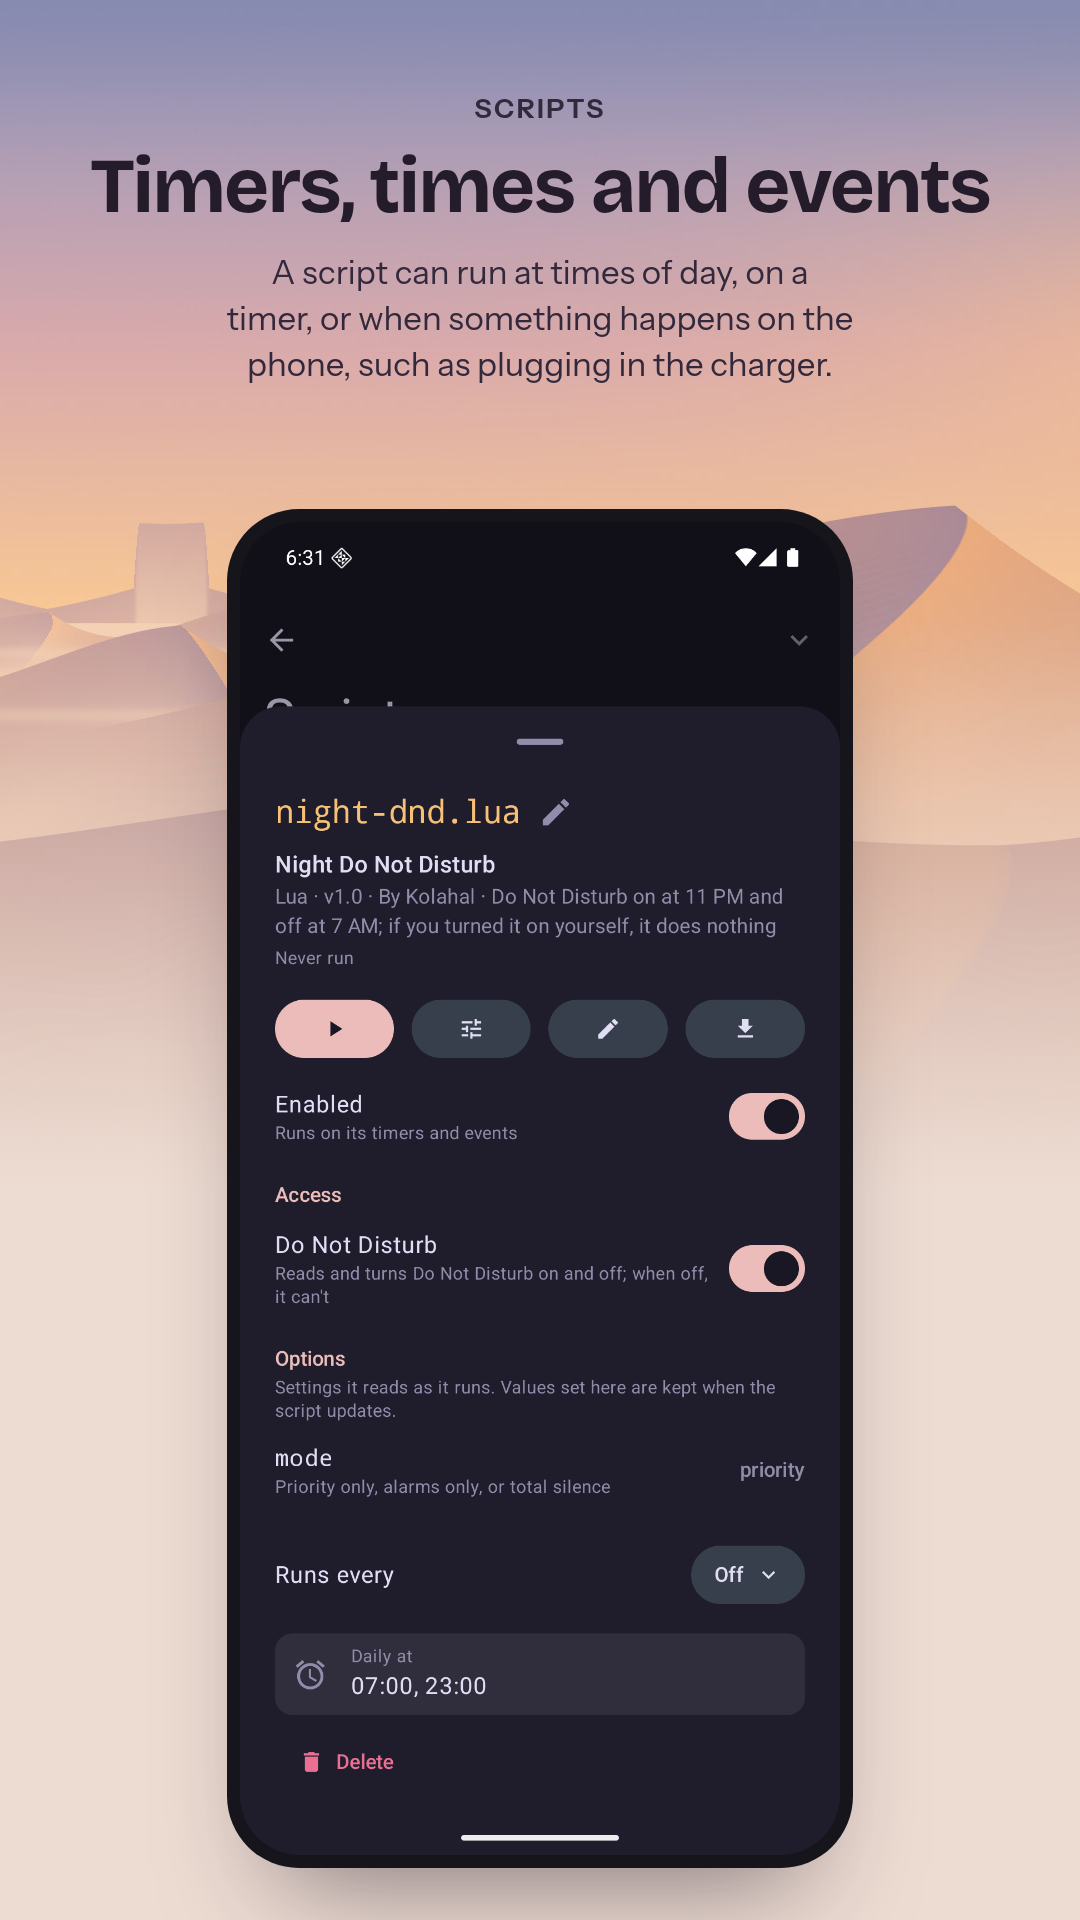 SCRIPTS
Timers, times and events
A script can run at times of day, on a
timer, or when something happens on the
phone, such as plugging in the charger.
6:31
night-dnd.lua
Night Do Not Disturb
Lua · v1.0 · By Kolahal · Do Not Disturb on at 11 PM and
off at 7 AM; if you turned it on yourself, it does nothing
Never run
Enabled
Runs on its timers and events
Access
Do Not Disturb
Reads and turns Do Not Disturb on and off; when off,
it can't
Options
Settings it reads as it runs. Values set here are kept when the
script updates.
mode
priority
Priority only, alarms only, or total silence
Runs every
Off
Daily at
07:00, 23:00
Delete